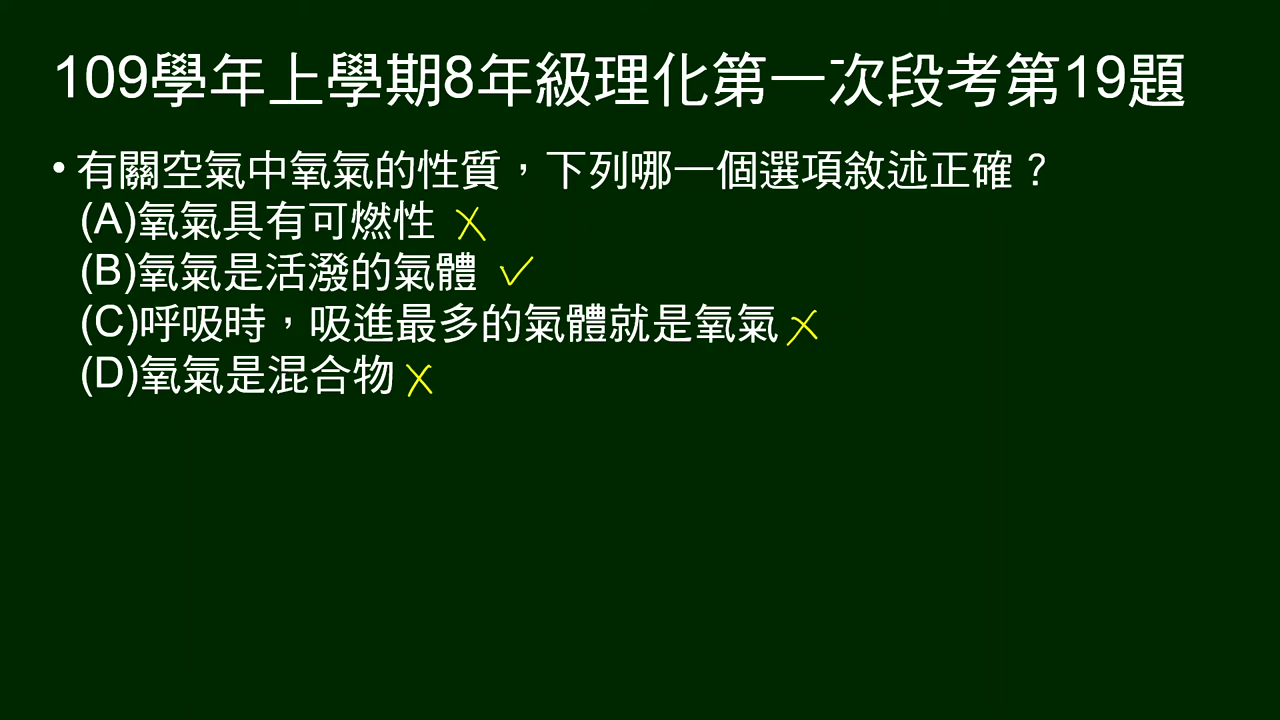 109學年上學期8年級理化第一次段考第19題
• 有關空氣中氧氣的性質，下列哪一個選項敘述正確？
(A)氧氣具有可燃性 ✗
(B)氧氣是活潑的氣體 ✓
(C)呼吸時，吸進最多的氣體就是氧氣 ✗
(D)氧氣是混合物 ✗